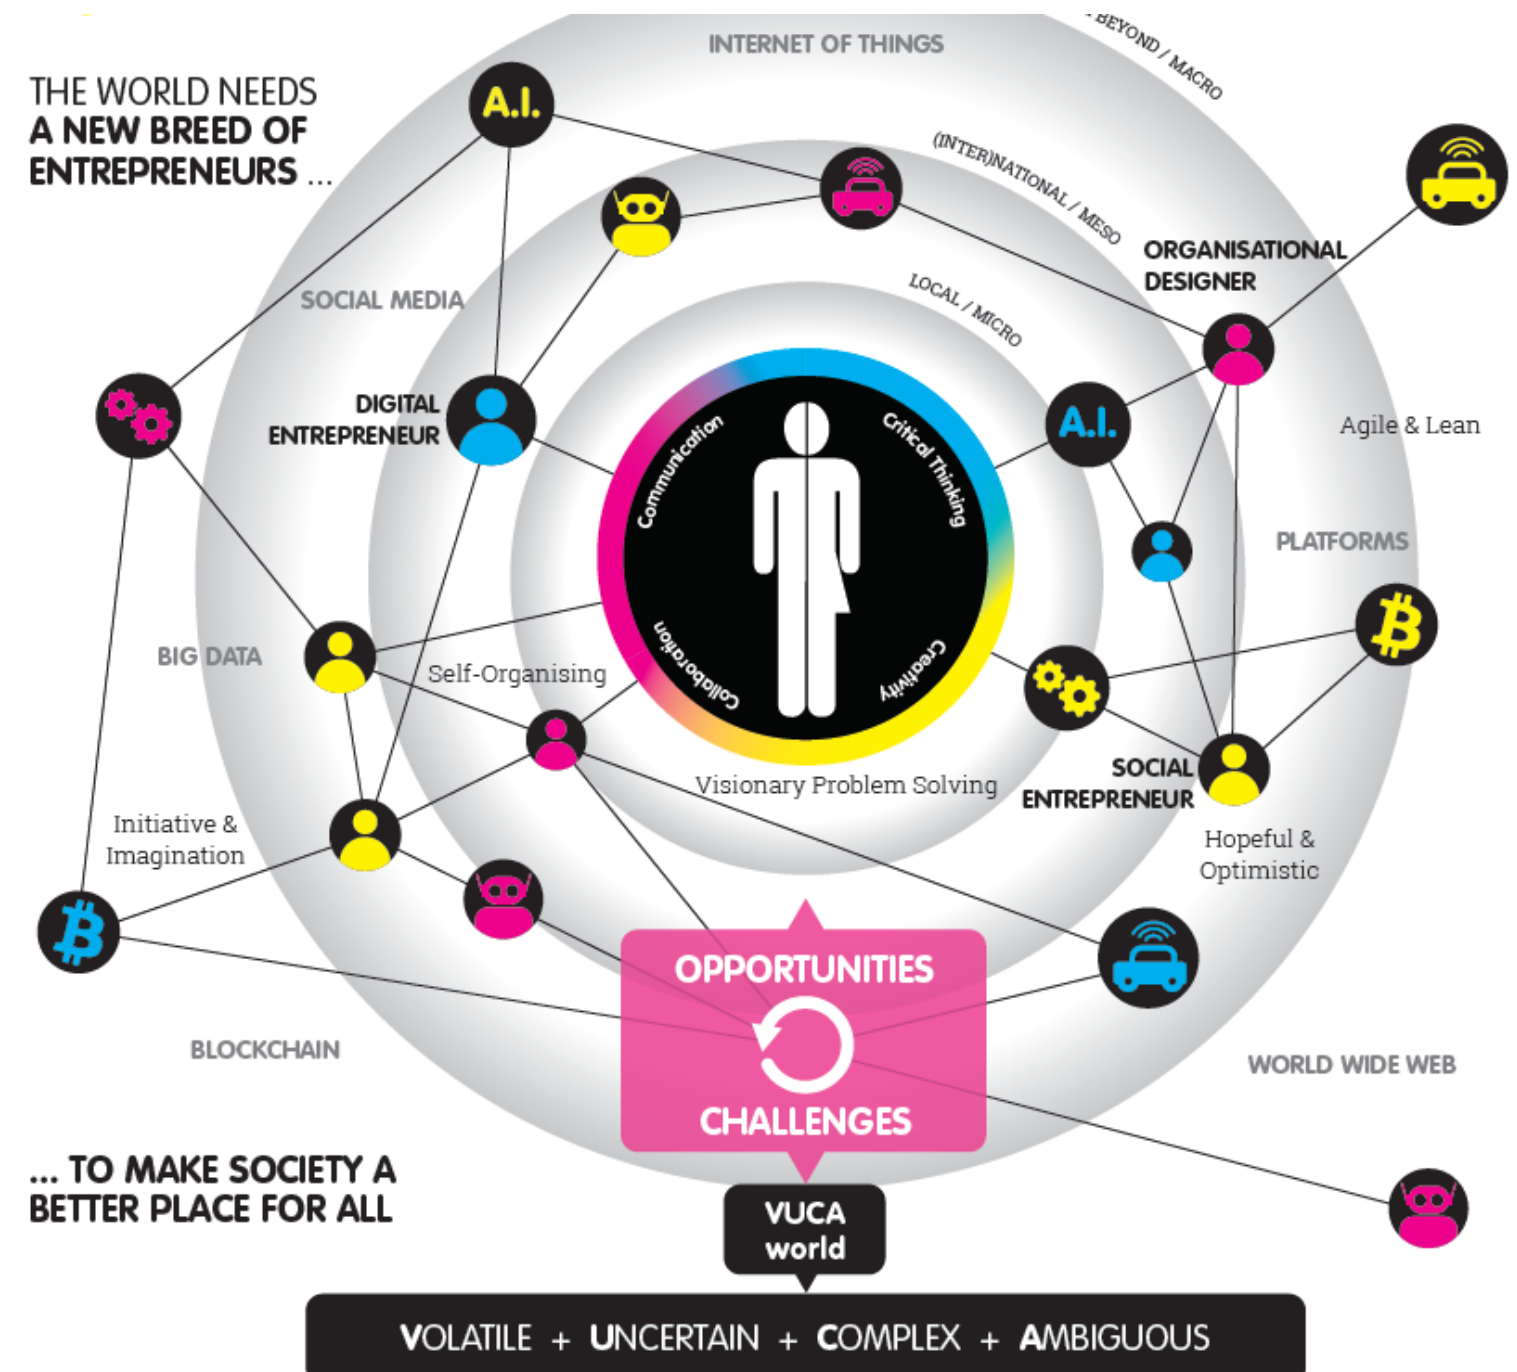 THE WORLD NEEDS
A NEW BREED OF
ENTREPRENEURS ...
INTERNET OF THINGS
BEYOND / MACRO
(INTER)NATIONAL / MESO
LOCAL / MICRO
A.I.
SOCIAL MEDIA
ORGANISATIONAL
DESIGNER
DIGITAL
ENTREPRENEUR
Communication
Critical Thinking
A.I.
Agile & Lean
PLATFORMS
BIG DATA
Self-Organising
Collaboration
Creativity
Visionary Problem Solving
SOCIAL
ENTREPRENEUR
Initiative &
Imagination
Hopeful &
Optimistic
OPPORTUNITIES
CHALLENGES
BLOCKCHAIN
WORLD WIDE WEB
... TO MAKE SOCIETY A
BETTER PLACE FOR ALL
VUCA
world
VOLATILE + UNCERTAIN + COMPLEX + AMBIGUOUS